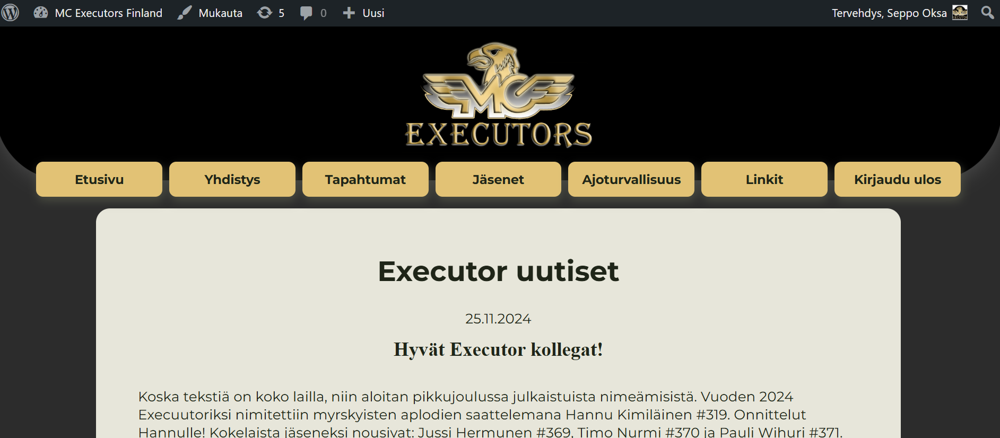 MC Executors Finland Mukauta 5 0 Uusi Tervehdys, Seppo Oksa
MC
EXECUTORS
Etusivu Yhdistys Tapahtumat Jäsenet Ajoturvallisuus Linkit Kirjaudu ulos
Executor uutiset
25.11.2024
Hyvät Executor kollegat!
Koska tekstiä on koko lailla, niin aloitan pikkujoulussa julkaistuista nimeämisistä. Vuoden 2024
Execuutoriksi nimitettiin myrskyisten aplodien saattelemana Hannu Kimiläinen #319. Onnittelut
Hannulle! Kokelaista jäseneksi nousivat: Jussi Hermunen #369, Timo Nurmi #370 ja Pauli Wihuri #371.